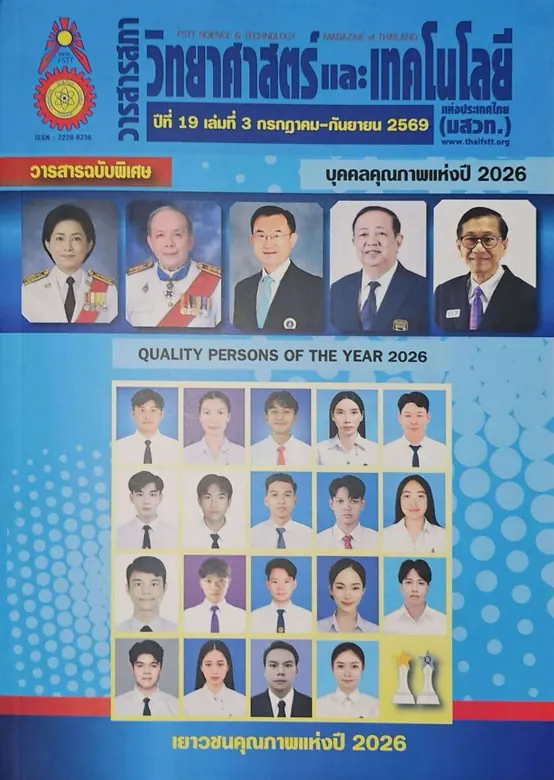 FSTT SCIENCE & TECHNOLOGY MAGAZINE of THAILAND
วารสารสภา
วิทยาศาสตร์และเทคโนโลยี
แห่งประเทศไทย
(มสวท.)
www.thaifstt.org
ปีที่ 19 เล่มที่ 3 กรกฎาคม-กันยายน 2569
FSTT
ISSN : 2228-8236
วารสารฉบับพิเศษ
บุคคลคุณภาพแห่งปี 2026
QUALITY PERSONS OF THE YEAR 2026
เยาวชนคุณภาพแห่งปี 2026